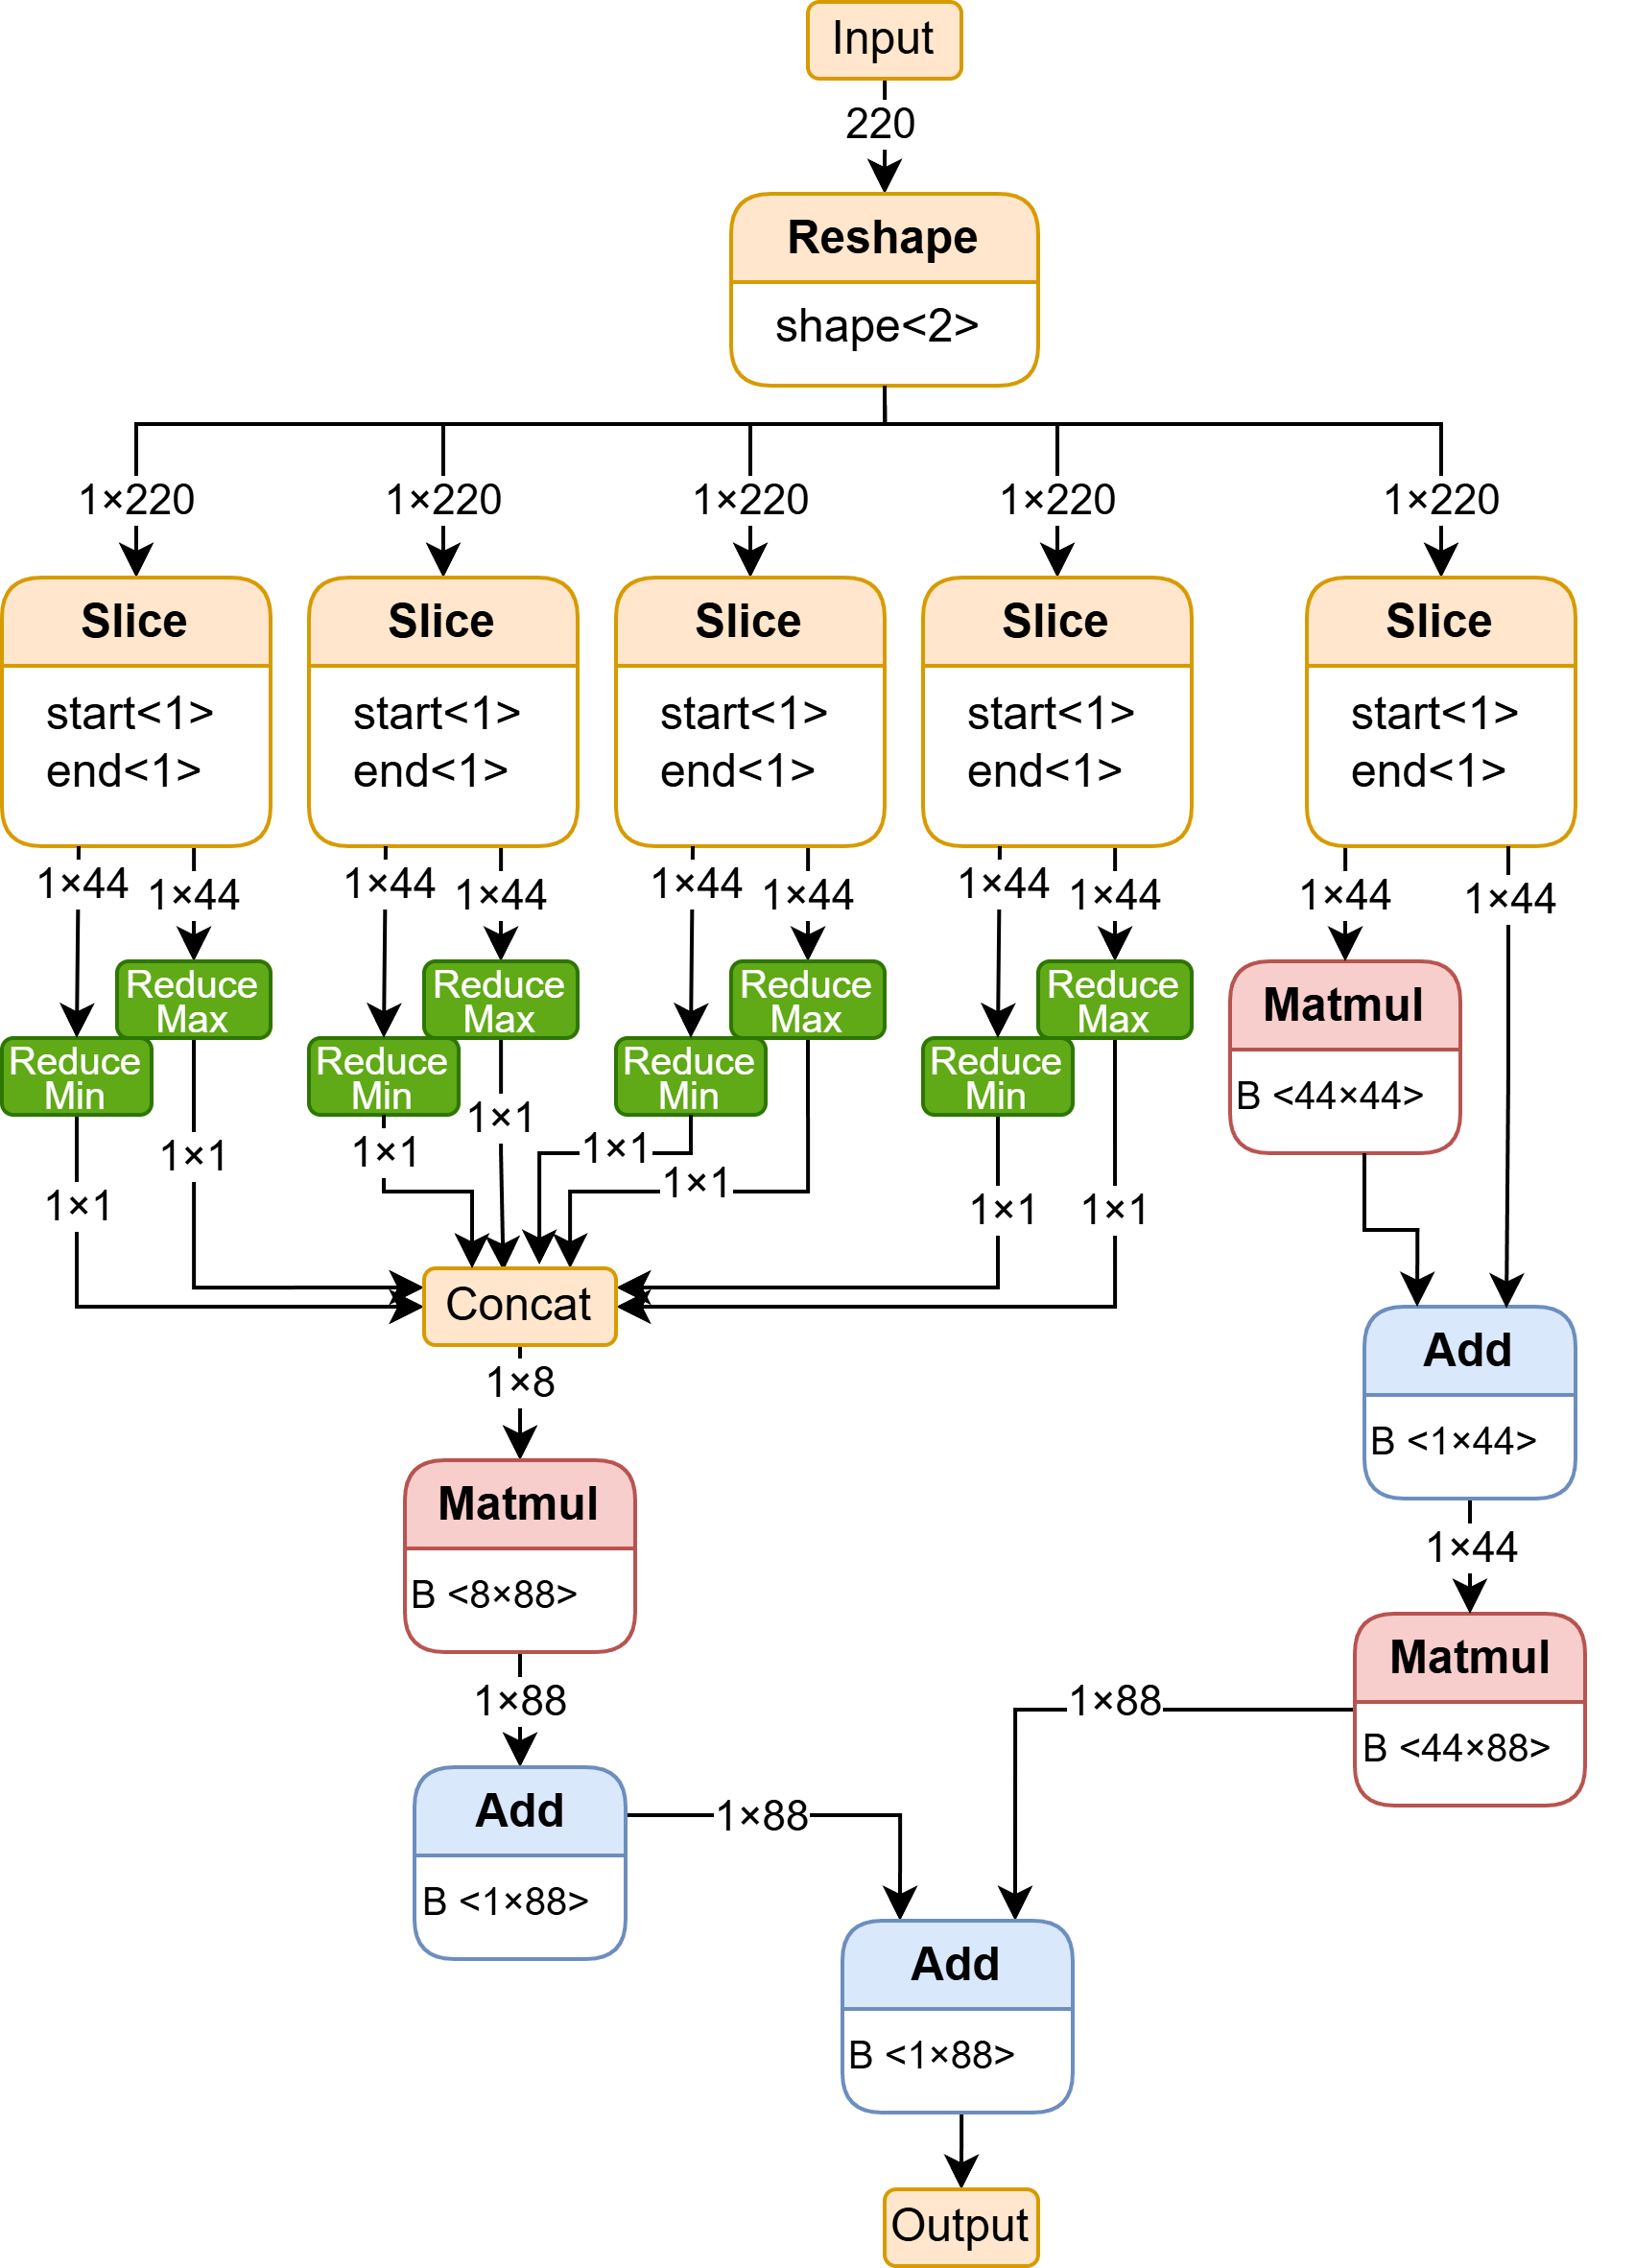 Input
220
Reshape
shape<2>
1×220 1×220 1×220 1×220 1×220
Slice Slice Slice Slice Slice
start<1> start<1> start<1> start<1> start<1>
end<1> end<1> end<1> end<1> end<1>
1×44 1×44 1×44 1×44 1×44 1×44 1×44 1×44 1×44 1×44
Reduce Reduce Reduce Reduce Matmul
Max Max Max Max
Reduce Reduce Reduce Reduce
Min Min Min Min B <44×44>
1×1 1×1 1×1 1×1 1×1 1×1 1×1 1×1
Concat
1×8
Add
B <1×44>
Matmul
B <8×88>
1×44
Matmul
B <44×88>
1×88 1×88
Add
B <1×88>
1×88
Add
B <1×88>
Output